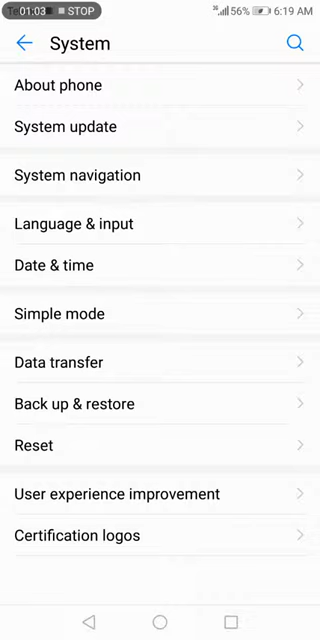 01:03 STOP 56% 6:19 AM
System
About phone
System update
System navigation
Language & input
Date & time
Simple mode
Data transfer
Back up & restore
Reset
User experience improvement
Certification logos